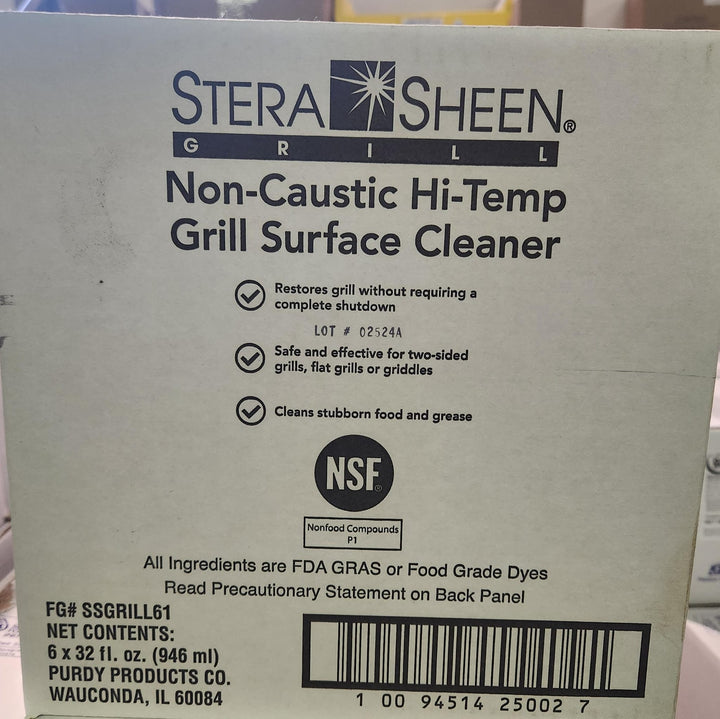 STERA SHEEN®
GRILL
Non-Caustic Hi-Temp
Grill Surface Cleaner
Restores grill without requiring a
complete shutdown
LOT # 02524A
Safe and effective for two-sided
grills, flat grills or griddles
Cleans stubborn food and grease
NSF®
Nonfood Compounds
P1
All Ingredients are FDA GRAS or Food Grade Dyes
Read Precautionary Statement on Back Panel
FG# SSGRILL61
NET CONTENTS:
6 x 32 fl. oz. (946 ml)
PURDY PRODUCTS CO.
WAUCONDA, IL 60084
1 00 94514 25002 7